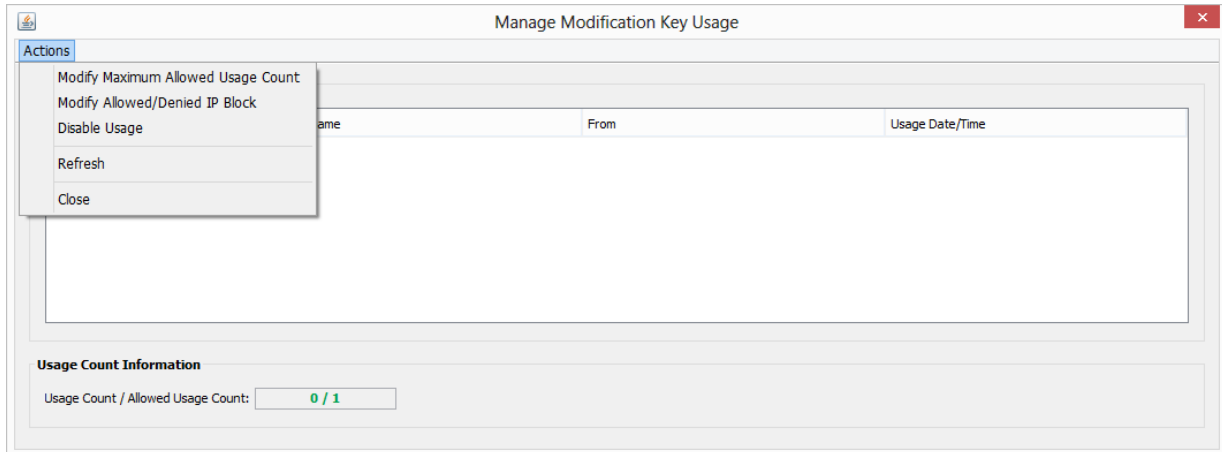 Manage Modification Key Usage
Actions
Modify Maximum Allowed Usage Count
Modify Allowed/Denied IP Block
Disable Usage
Refresh
Close
ame From Usage Date/Time
Usage Count Information
Usage Count / Allowed Usage Count: 0 / 1